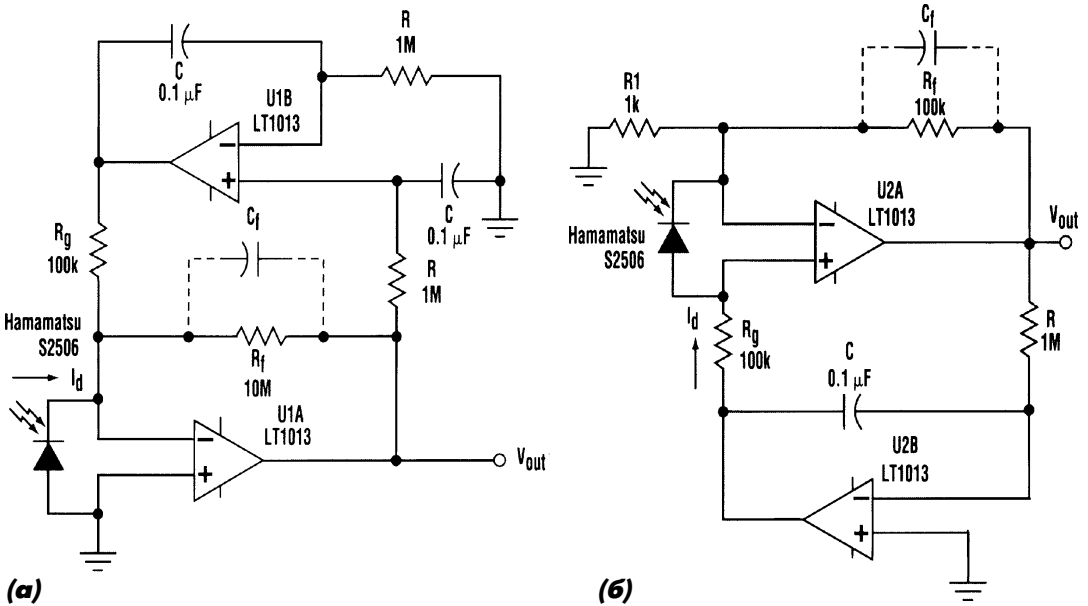 C
0.1 μF
R
1M
U1B
LT1013
−
+
C
0.1 μF
Rg
100k
Cf
R
1M
Hamamatsu
S2506
Rf
10M
Id
U1A
LT1013
−
+
Vout
(а)
Cf
R1
1k
Rf
100k
U2A
LT1013
Vout
Hamamatsu
S2506
−
+
Id
Rg
100k
R
1M
C
0.1 μF
U2B
LT1013
−
+
(б)